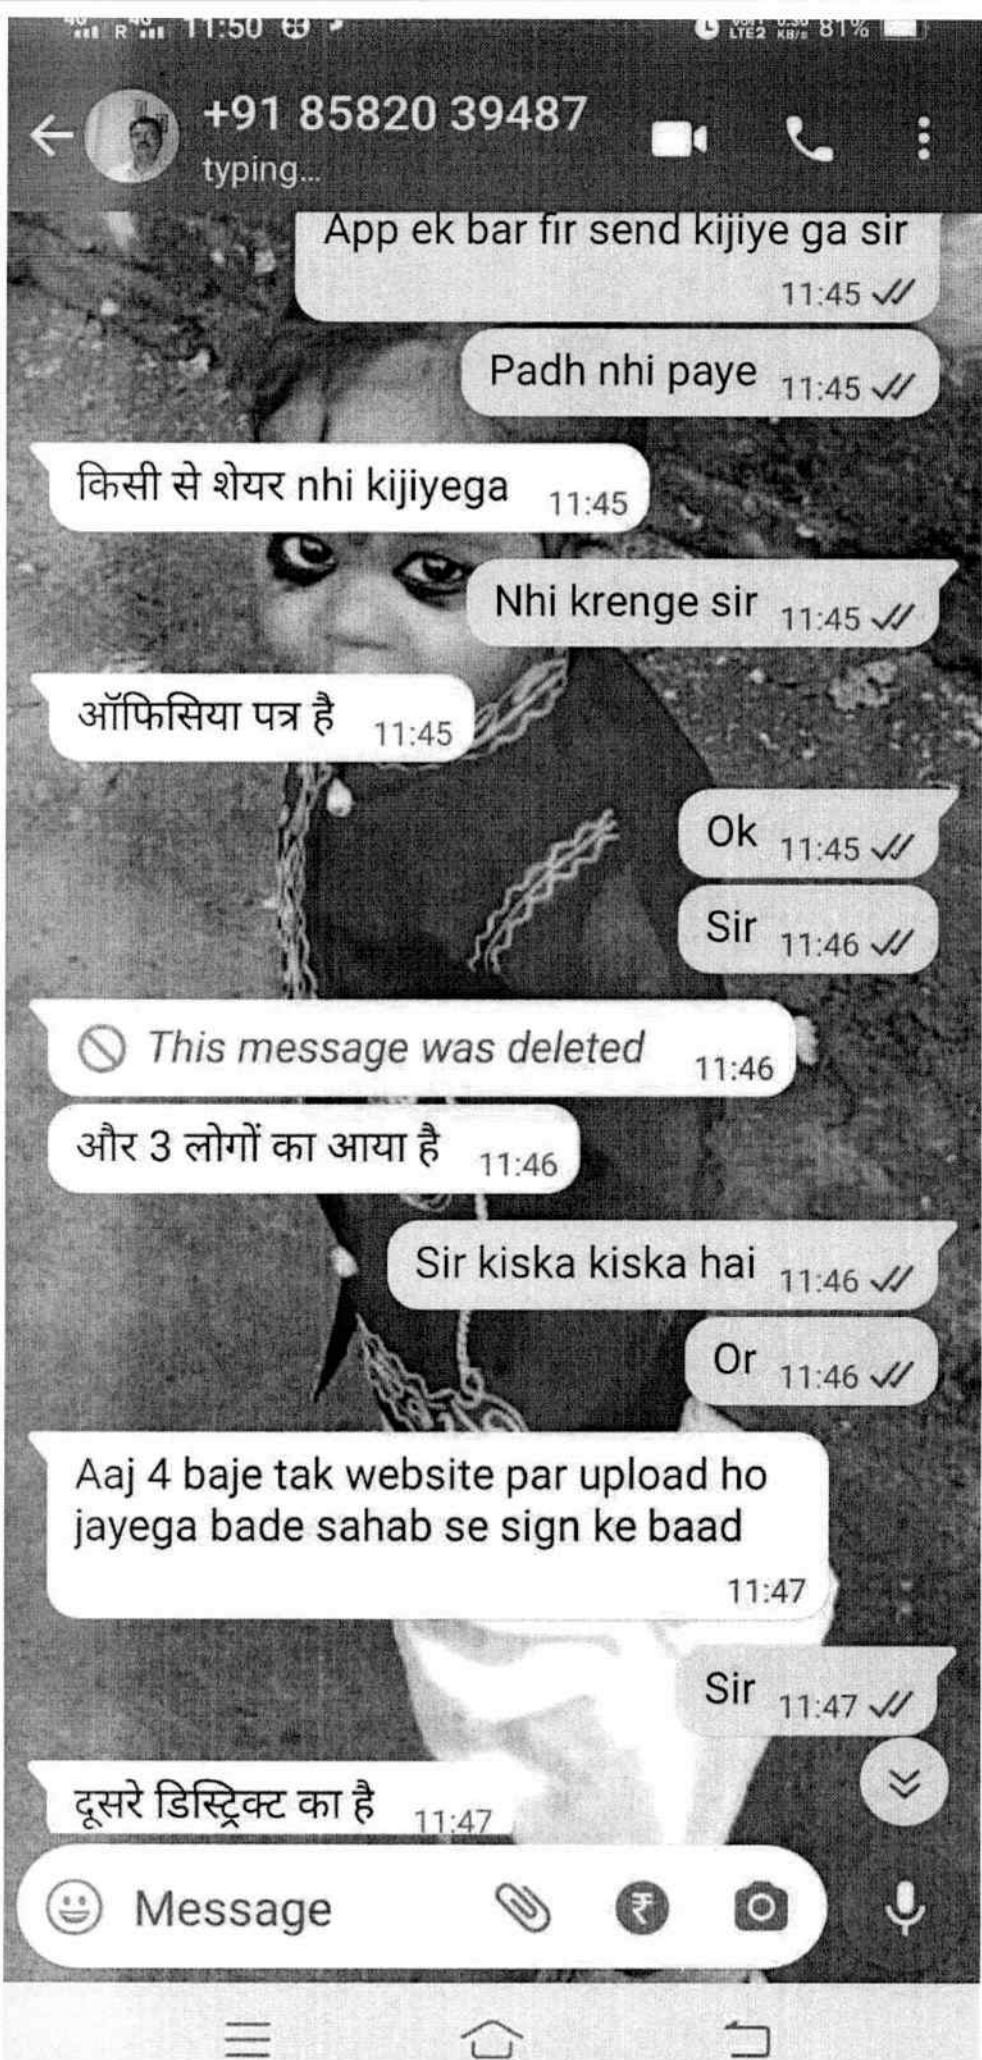 11:50
81%
+91 85820 39487
typing...
App ek bar fir send kijiye ga sir
11:45
Padh nhi paye 11:45
किसी से शेयर nhi kijiyega 11:45
Nhi krenge sir 11:45
ऑफिसिया पत्र है 11:45
Ok 11:45
Sir 11:46
This message was deleted 11:46
और 3 लोगों का आया है 11:46
Sir kiska kiska hai 11:46
Or 11:46
Aaj 4 baje tak website par upload ho
jayega bade sahab se sign ke baad
11:47
Sir 11:47
दूसरे डिस्ट्रिक्ट का है 11:47
Message